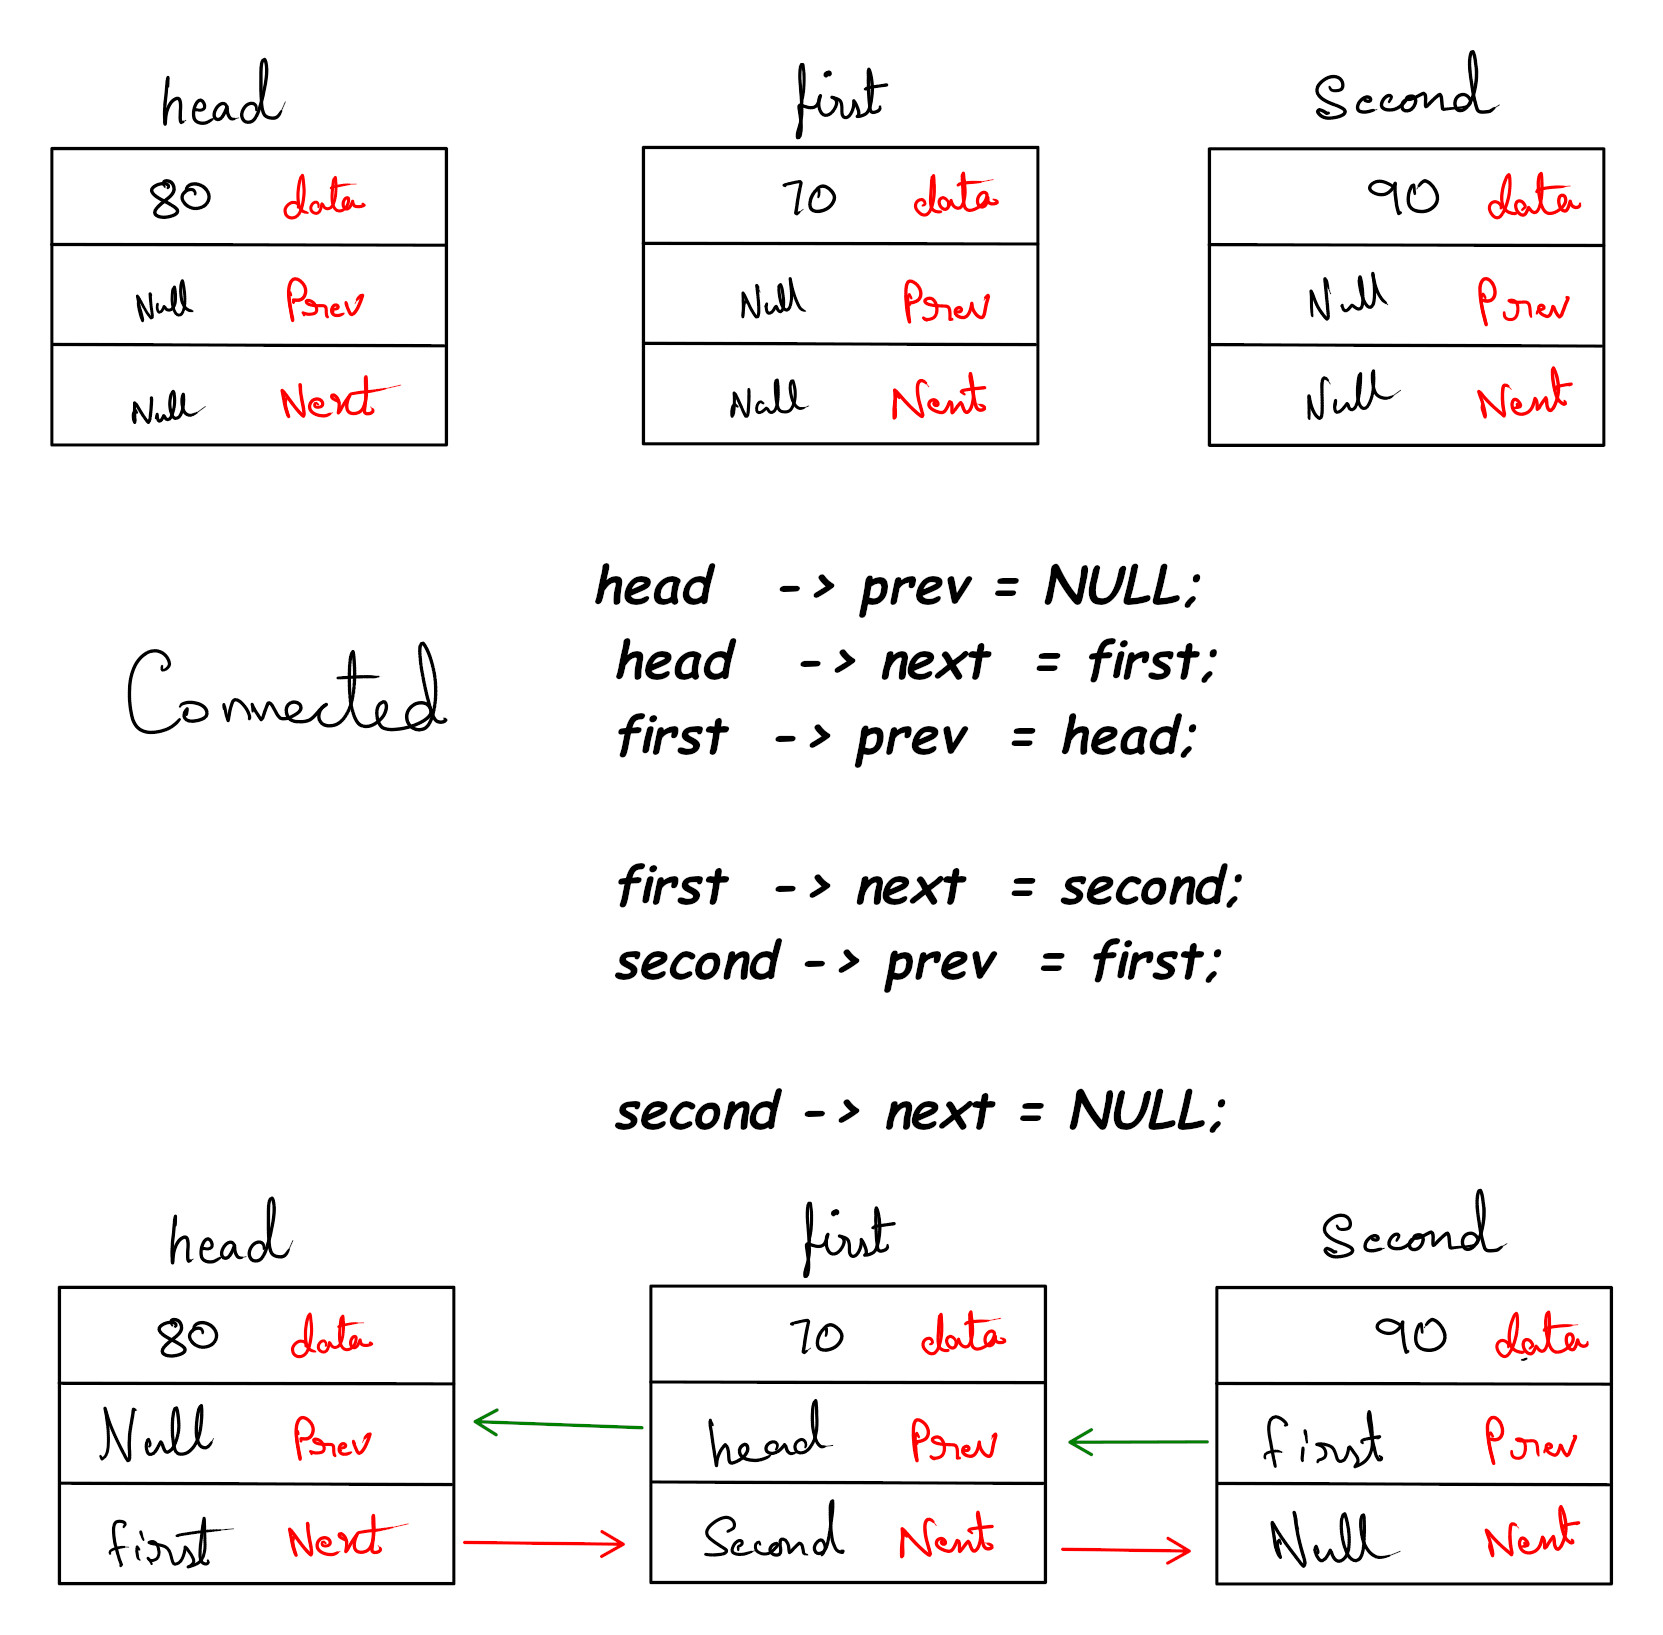 head first Second
80 data 70 data 90 data
Null Prev Null Prev Null Prev
Null Next Null Next Null Next
head -> prev = NULL;
head -> next = first;
Connected
first -> prev = head;
first -> next = second;
second -> prev = first;
second -> next = NULL;
head first Second
80 data 70 data 90 data
Null Prev head Prev first Prev
first Next Second Next Null Next